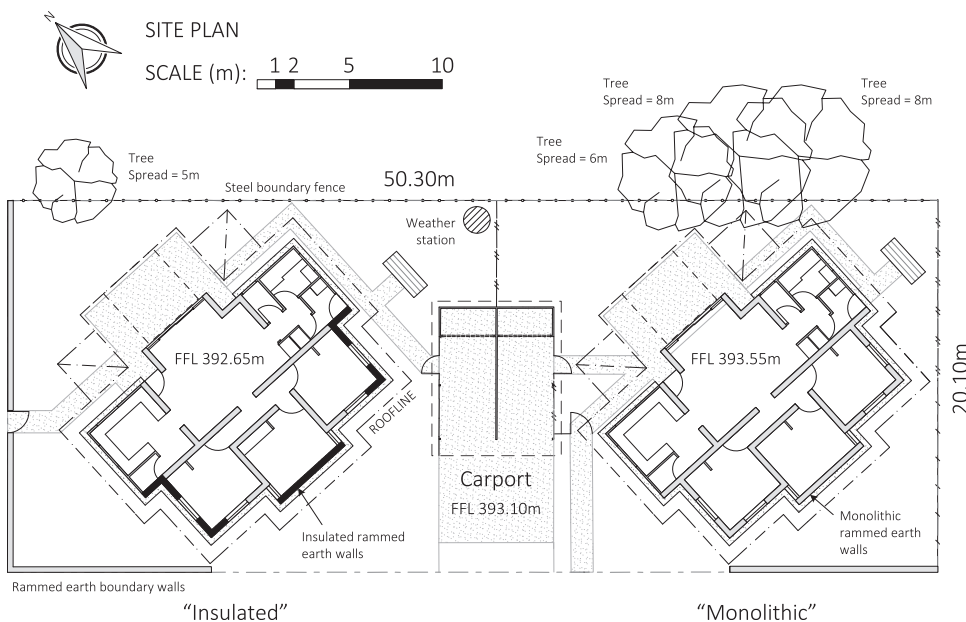 N
SITE PLAN
SCALE (m):
1 2 5 10
Tree
Spread = 8m
Tree
Spread = 8m
Tree
Spread = 6m
Tree
Spread = 5m
Steel boundary fence
50.30m
Weather
station
FFL 392.65m
FFL 393.55m
20.10m
ROOFLINE
Carport
FFL 393.10m
Insulated rammed
earth walls
Monolithic
rammed earth
walls
Rammed earth boundary walls
“Insulated”
“Monolithic”